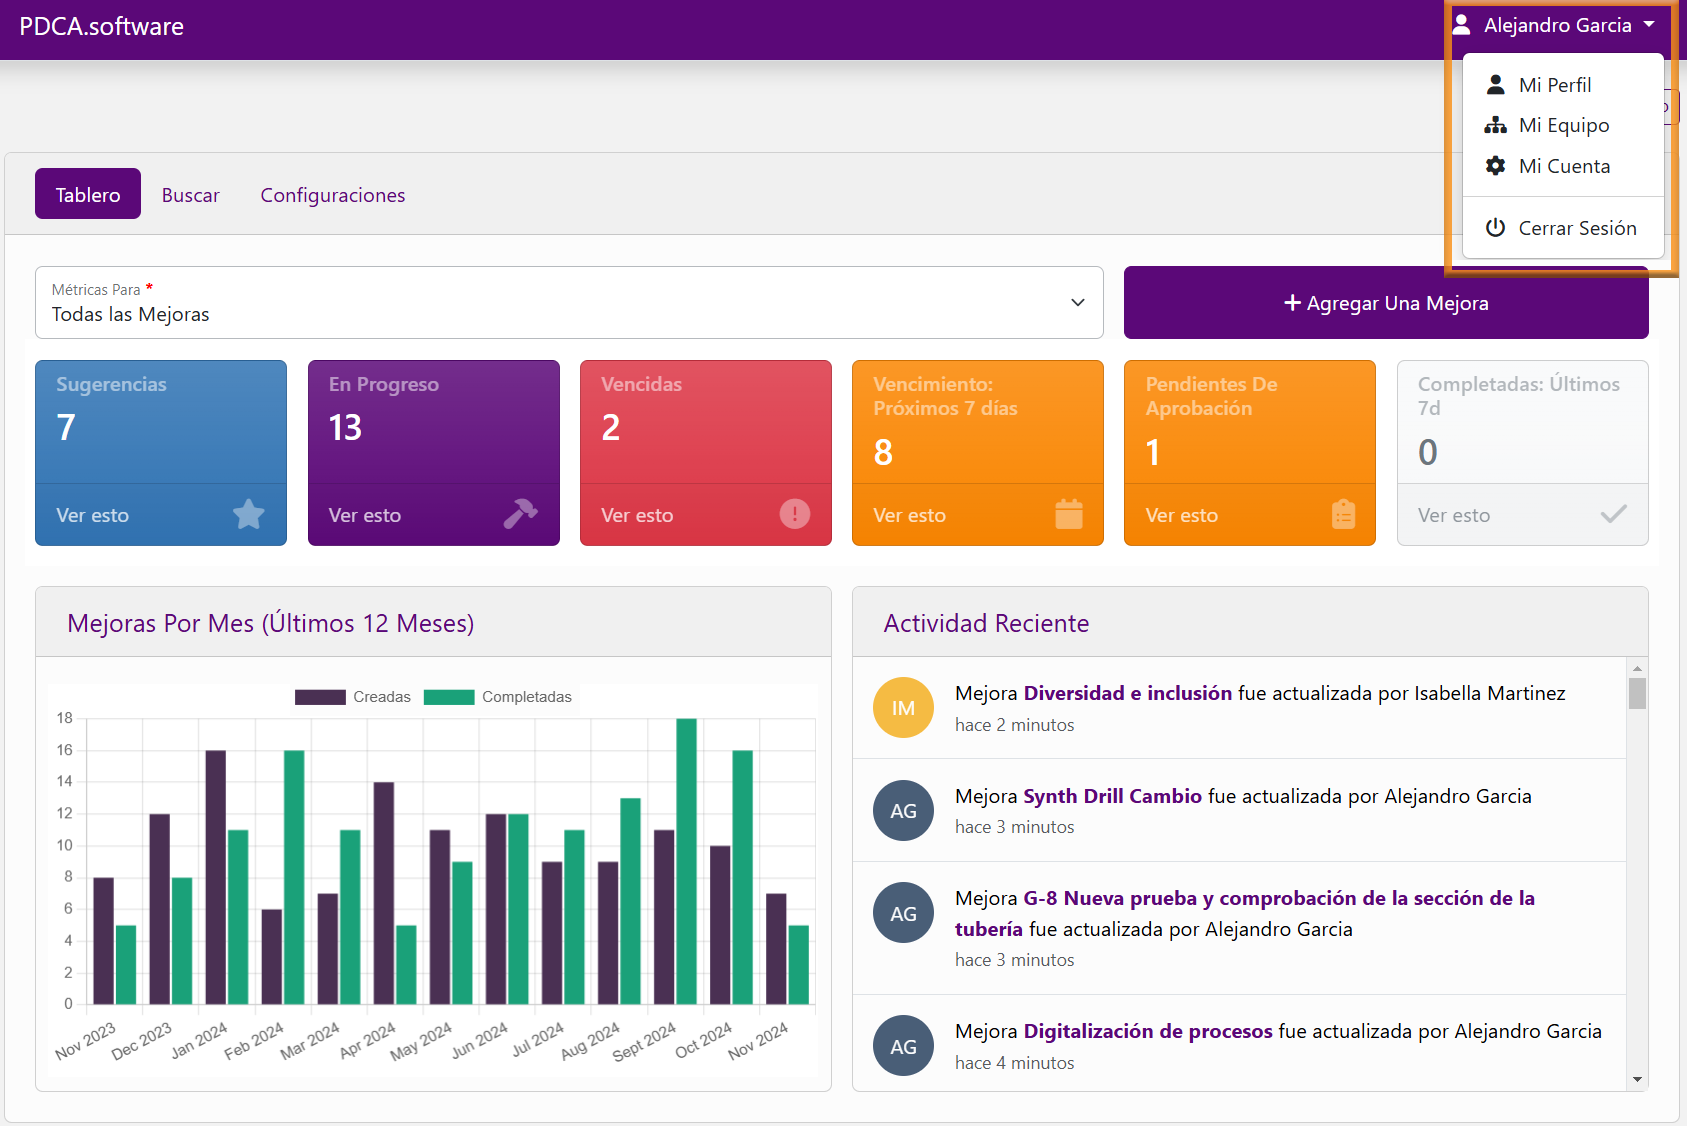 PDCA.software
Alejandro Garcia
Mi Perfil
Mi Equipo
Mi Cuenta
Cerrar Sesión
Tablero
Buscar
Configuraciones
Métricas Para *
Todas las Mejoras
+ Agregar Una Mejora
Sugerencias
7
Ver esto
En Progreso
13
Ver esto
Vencidas
2
Ver esto
Vencimiento:
Próximos 7 días
8
Ver esto
Pendientes De
Aprobación
1
Ver esto
Completadas: Últimos
7d
0
Ver esto
Mejoras Por Mes (Últimos 12 Meses)
Creadas
Completadas
18
16
14
12
10
8
6
4
2
0
Nov 2023
Dec 2023
Jan 2024
Feb 2024
Mar 2024
Apr 2024
May 2024
Jun 2024
Jul 2024
Aug 2024
Sept 2024
Oct 2024
Nov 2024
Actividad Reciente
IM
Mejora Diversidad e inclusión fue actualizada por Isabella Martinez
hace 2 minutos
AG
Mejora Synth Drill Cambio fue actualizada por Alejandro Garcia
hace 3 minutos
AG
Mejora G-8 Nueva prueba y comprobación de la sección de la
tubería fue actualizada por Alejandro Garcia
hace 3 minutos
AG
Mejora Digitalización de procesos fue actualizada por Alejandro Garcia
hace 4 minutos